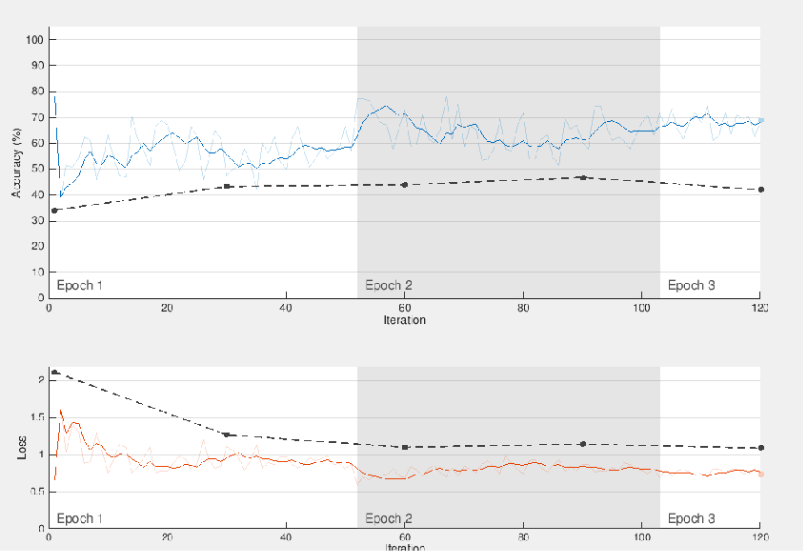 100
90
80
70
60
50
40
30
20
10
0
Accuracy (%)
Epoch 1
Epoch 2
Epoch 3
0 20 40 60 80 100 120
Iteration
2
1.5
1
0.5
0
Loss
Epoch 1
Epoch 2
Epoch 3
0 20 40 60 80 100 120
Iteration